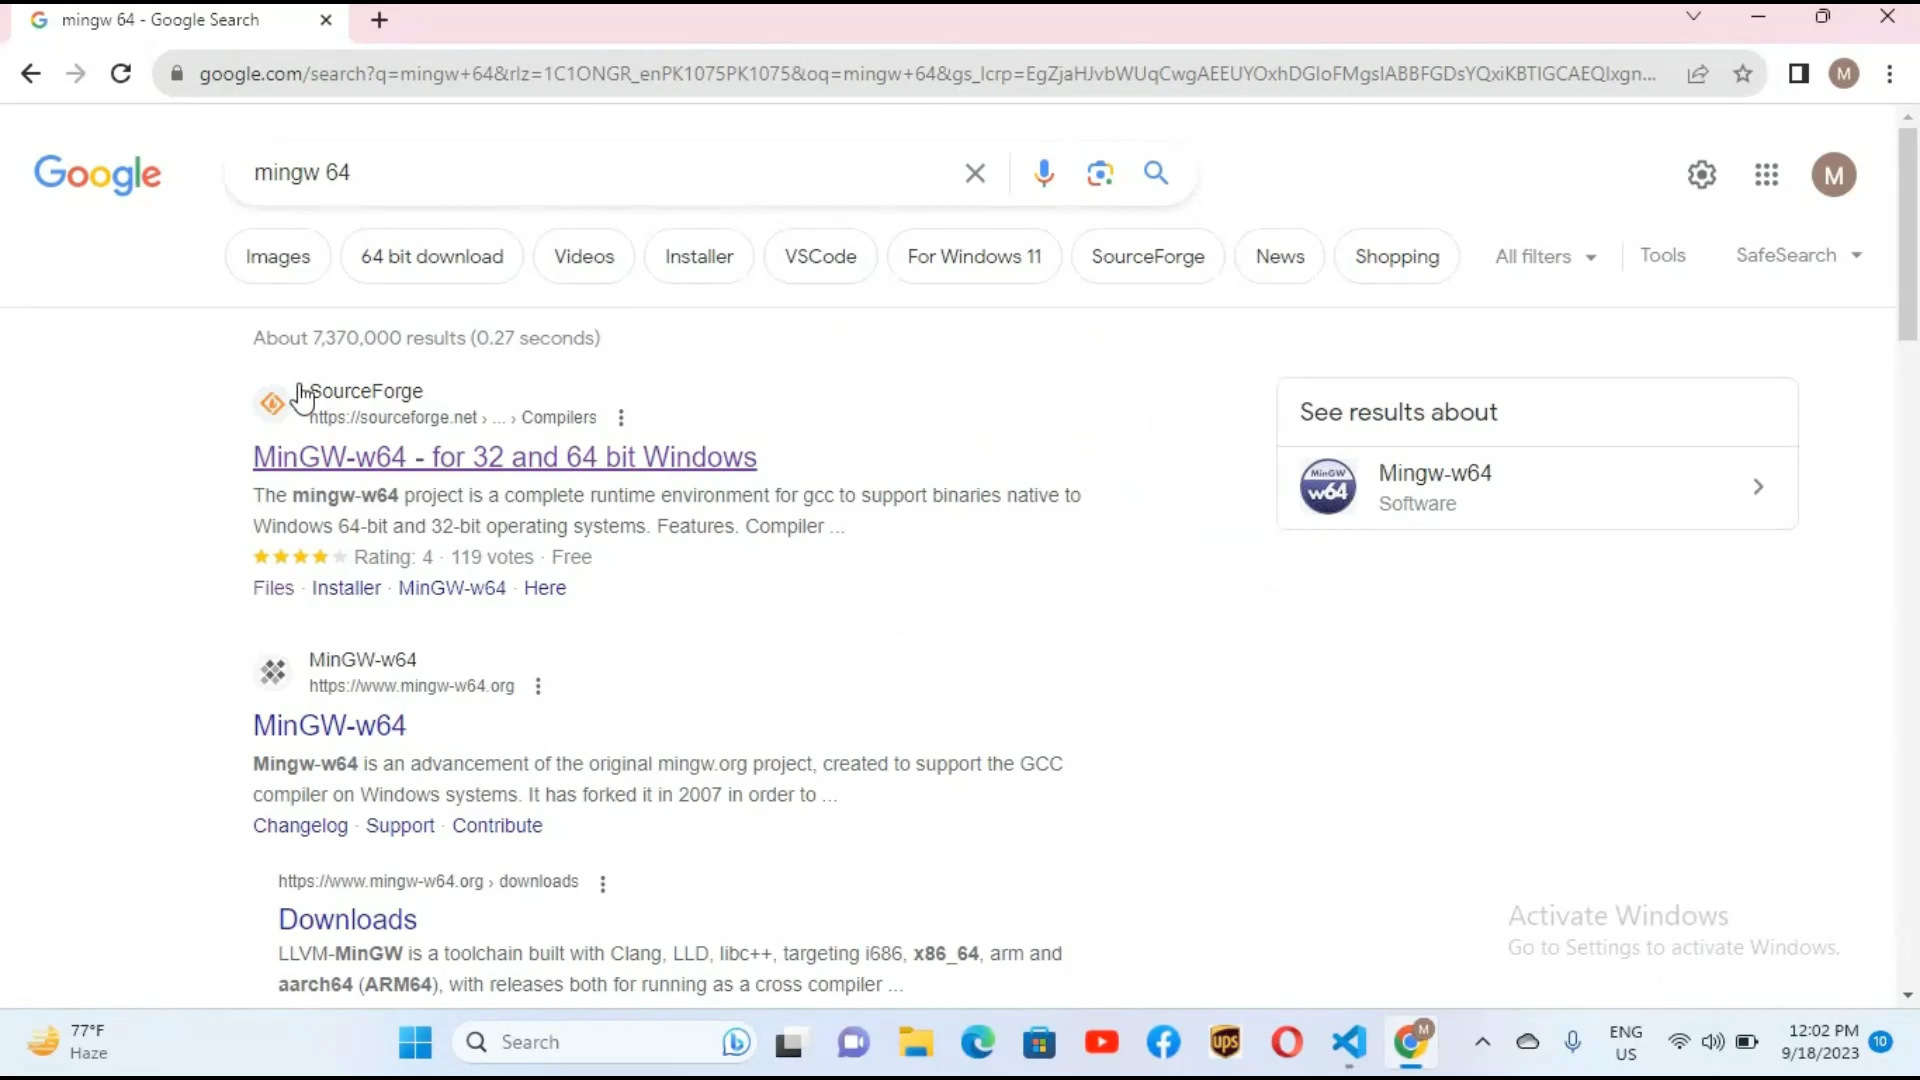 mingw 64 - Google Search
google.com/search?q=mingw+64&rlz=1C1ONGR_enPK1075PK1075&oq=mingw+64&gs_lcrp=EgZjaHJvbWUqCwgAEEUYOxhDGIoFMgsIABBFGDsYQxiKBTIGCAEQIxgn...
M
Google
mingw 64
M
Images
64 bit download
Videos
Installer
VSCode
For Windows 11
SourceForge
News
Shopping
All filters
Tools
SafeSearch
About 7,370,000 results (0.27 seconds)
SourceForge
https://sourceforge.net › ... › Compilers
MinGW-w64 - for 32 and 64 bit Windows
The mingw-w64 project is a complete runtime environment for gcc to support binaries native to
Windows 64-bit and 32-bit operating systems. Features. Compiler ...
Rating: 4 · 119 votes · Free
Files · Installer · MinGW-w64 · Here
See results about
MinGW
w64
Mingw-w64
Software
MinGW-w64
https://www.mingw-w64.org
MinGW-w64
Mingw-w64 is an advancement of the original mingw.org project, created to support the GCC
compiler on Windows systems. It has forked it in 2007 in order to ...
Changelog · Support · Contribute
https://www.mingw-w64.org › downloads
Downloads
LLVM-MinGW is a toolchain built with Clang, LLD, libc++, targeting i686, x86_64, arm and
aarch64 (ARM64), with releases both for running as a cross compiler ...
Activate Windows
Go to Settings to activate Windows.
77°F
Haze
Search
ups
M
ENG
US
12:02 PM
9/18/2023
10